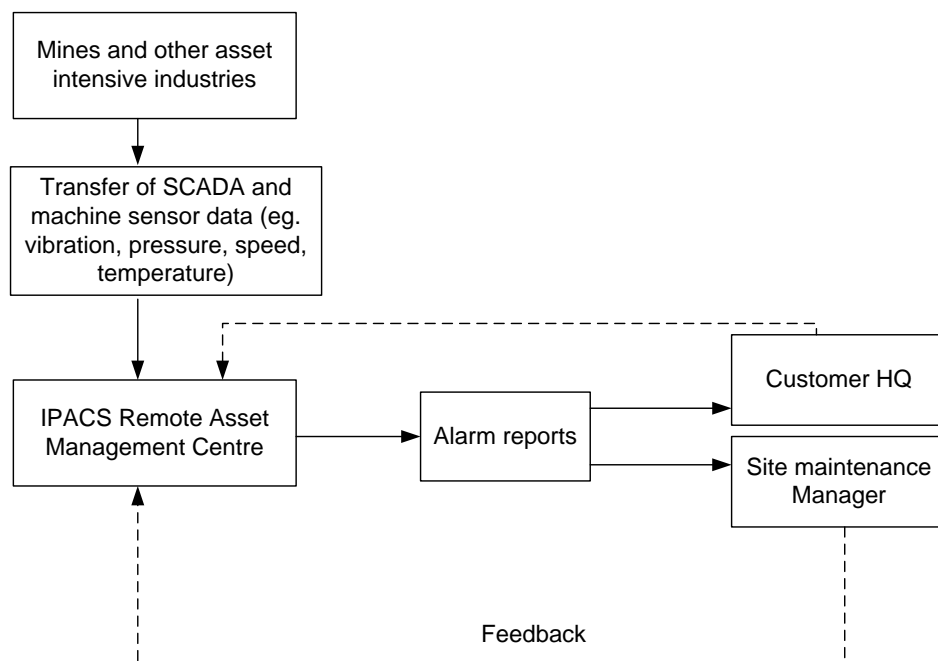 Mines and other asset
intensive industries
Transfer of SCADA and
machine sensor data (eg.
vibration, pressure, speed,
temperature)
IPACS Remote Asset
Management Centre
Alarm reports
Customer HQ
Site maintenance
Manager
Feedback